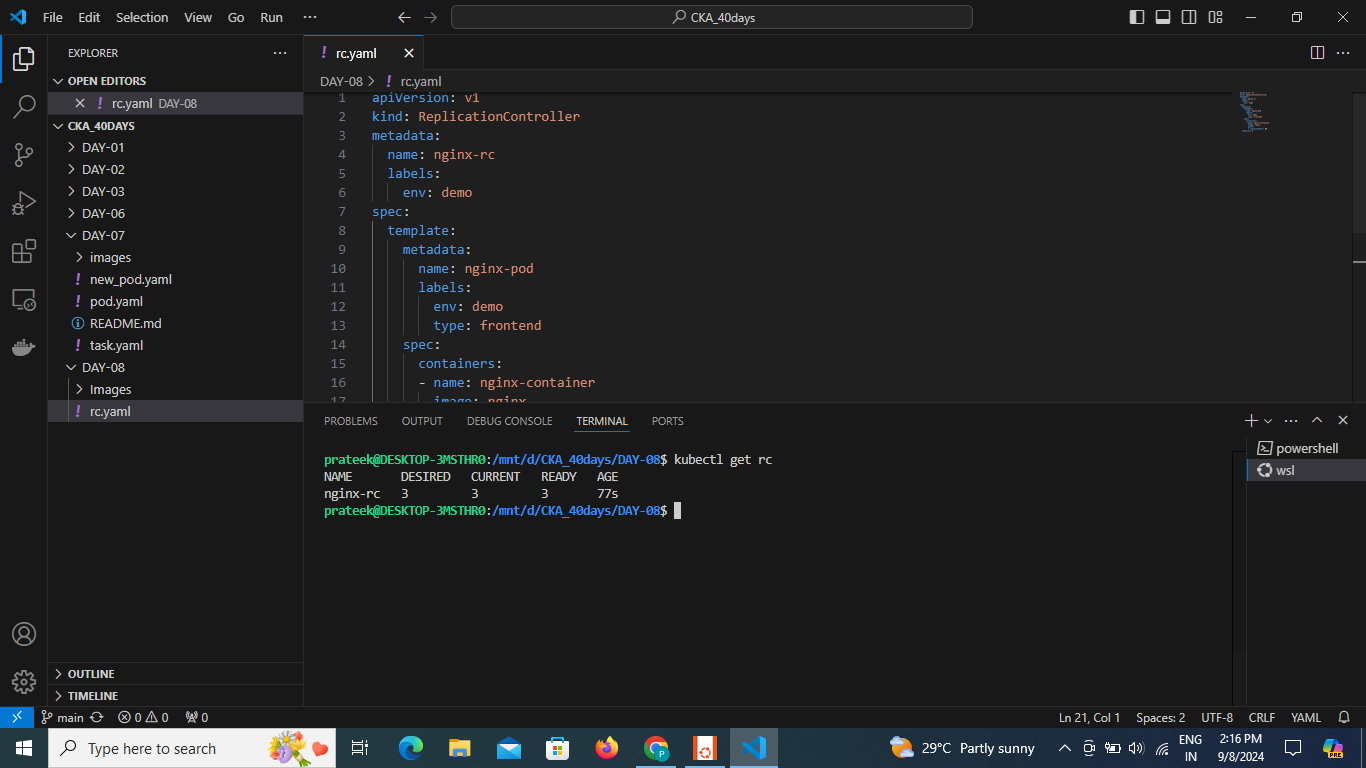 File Edit Selection View Go Run ··· CKA_40days
EXPLORER ···
OPEN EDITORS
rc.yaml DAY-08
CKA_40DAYS
DAY-01
DAY-02
DAY-03
DAY-06
DAY-07
images
new_pod.yaml
pod.yaml
README.md
task.yaml
DAY-08
Images
rc.yaml
OUTLINE
TIMELINE
rc.yaml
DAY-08 > rc.yaml
1 apiVersion: v1
2 kind: ReplicationController
3 metadata:
4 name: nginx-rc
5 labels:
6 env: demo
7 spec:
8 template:
9 metadata:
10 name: nginx-pod
11 labels:
12 env: demo
13 type: frontend
14 spec:
15 containers:
16 - name: nginx-container
17 image: nginx
PROBLEMS OUTPUT DEBUG CONSOLE TERMINAL PORTS
prateek@DESKTOP-3MSTHR0:/mnt/d/CKA_40days/DAY-08$ kubectl get rc
NAME DESIRED CURRENT READY AGE
nginx-rc 3 3 3 77s
prateek@DESKTOP-3MSTHR0:/mnt/d/CKA_40days/DAY-08$
powershell
wsl
main 0 0 0 Ln 21, Col 1 Spaces: 2 UTF-8 CRLF YAML
Type here to search
29°C Partly sunny
ENG
IN
2:16 PM
9/8/2024
PRE